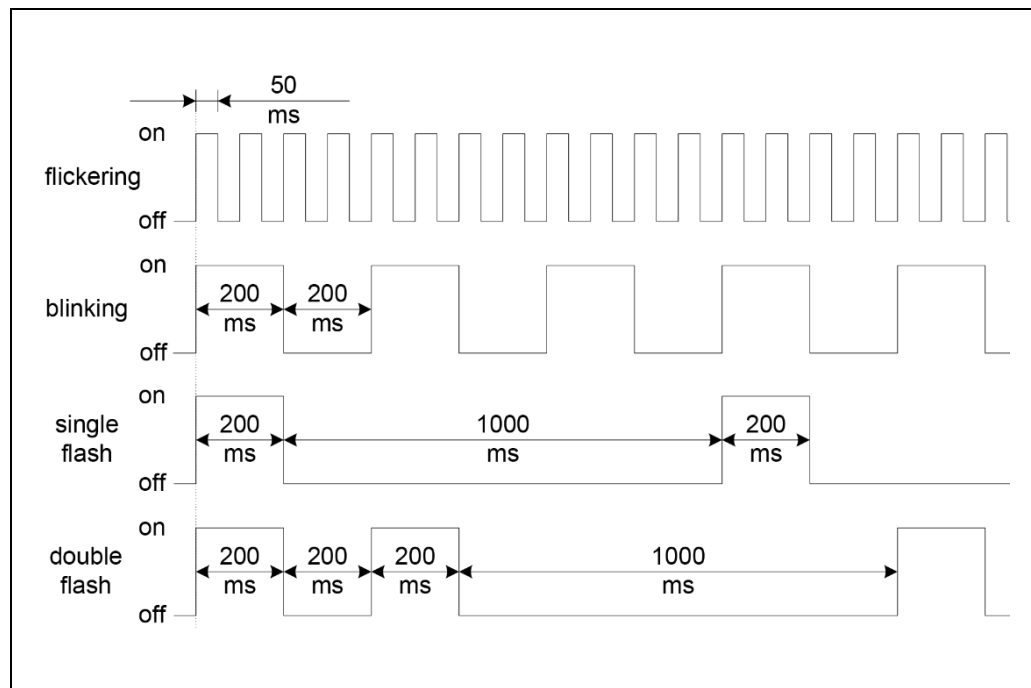 50
ms
on
flickering
off
on
blinking
200
ms
200
ms
off
on
single
flash
200
ms
1000
ms
200
ms
off
on
double
flash
200
ms
200
ms
200
ms
1000
ms
off